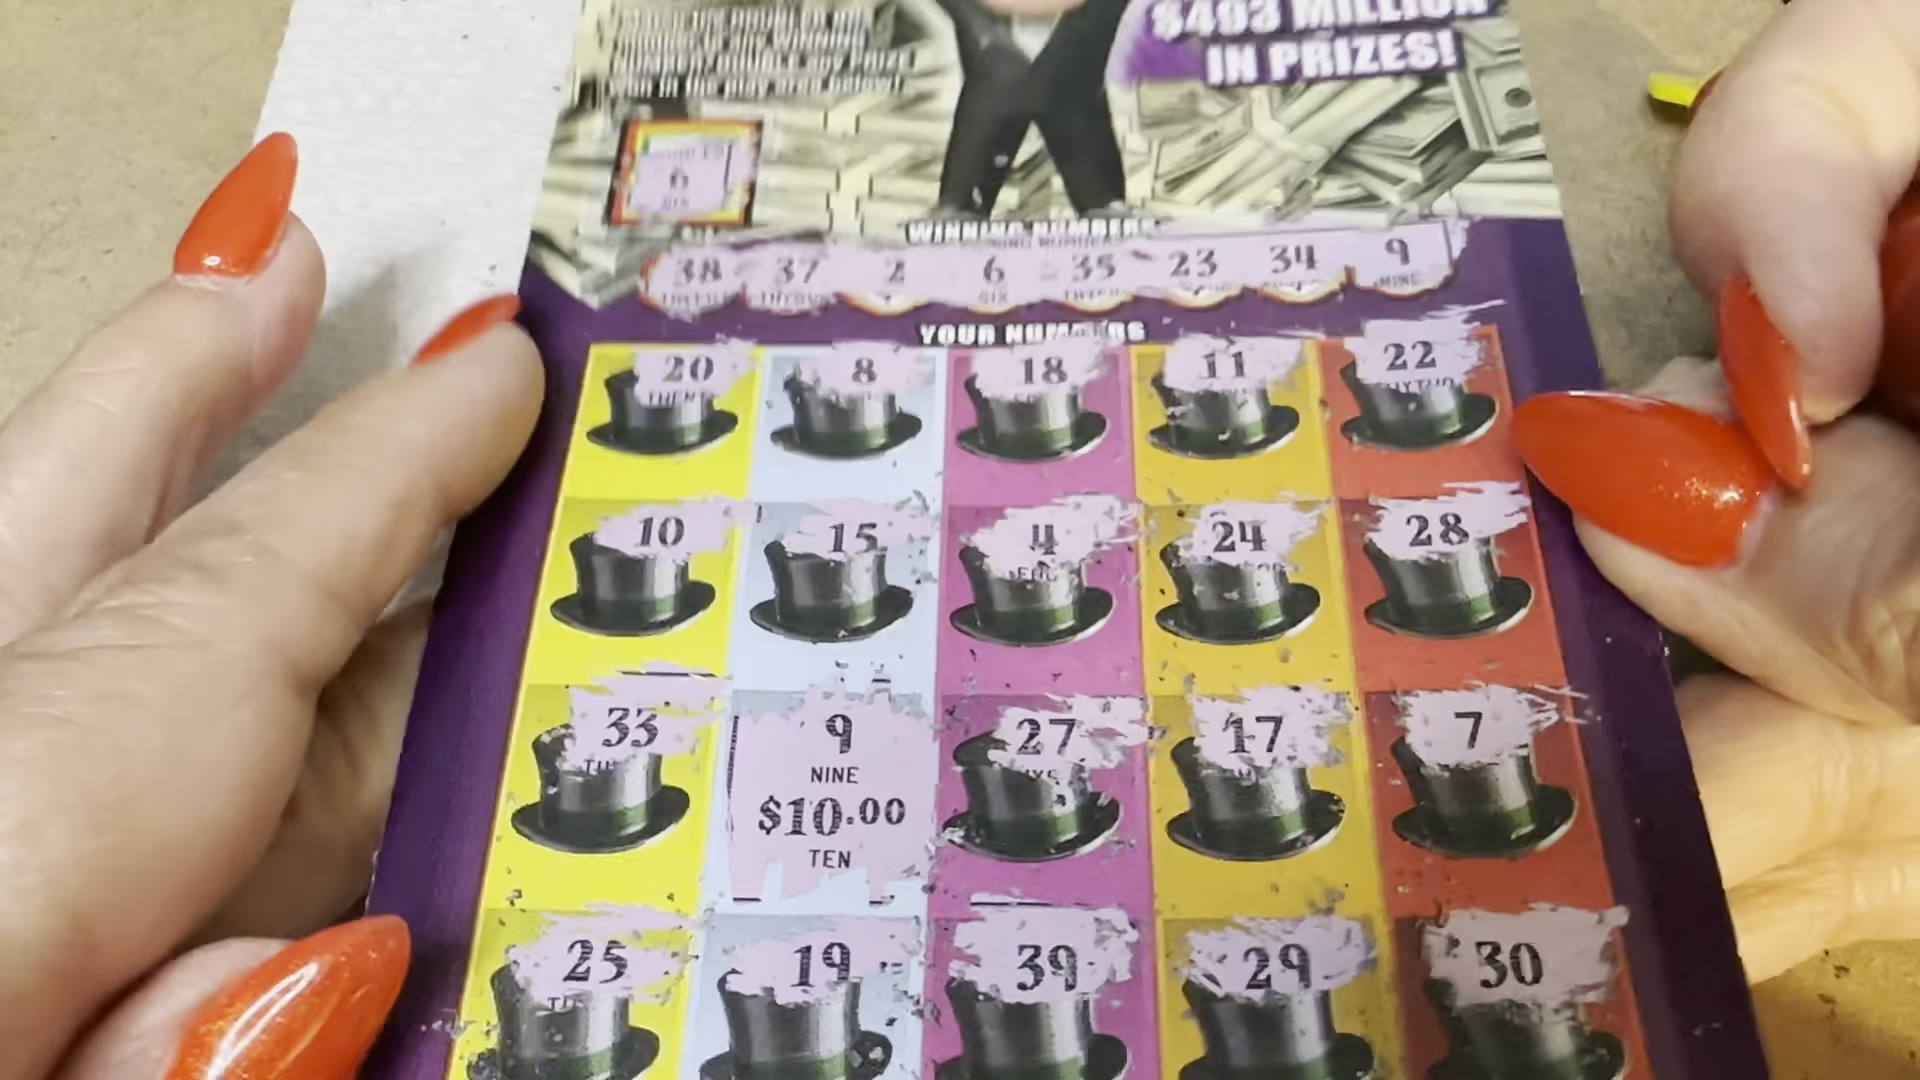 $493 MILLION
IN PRIZES!
6
SIX
WINNING NUMBERS
38 37 2 6 35 23 34 9
SIX NINE
YOUR NUMBERS
20 8 18 11 22
10 15 4 24 28
33 9 27 17 7
NINE
$10.00
TEN
25 19 39 29 30